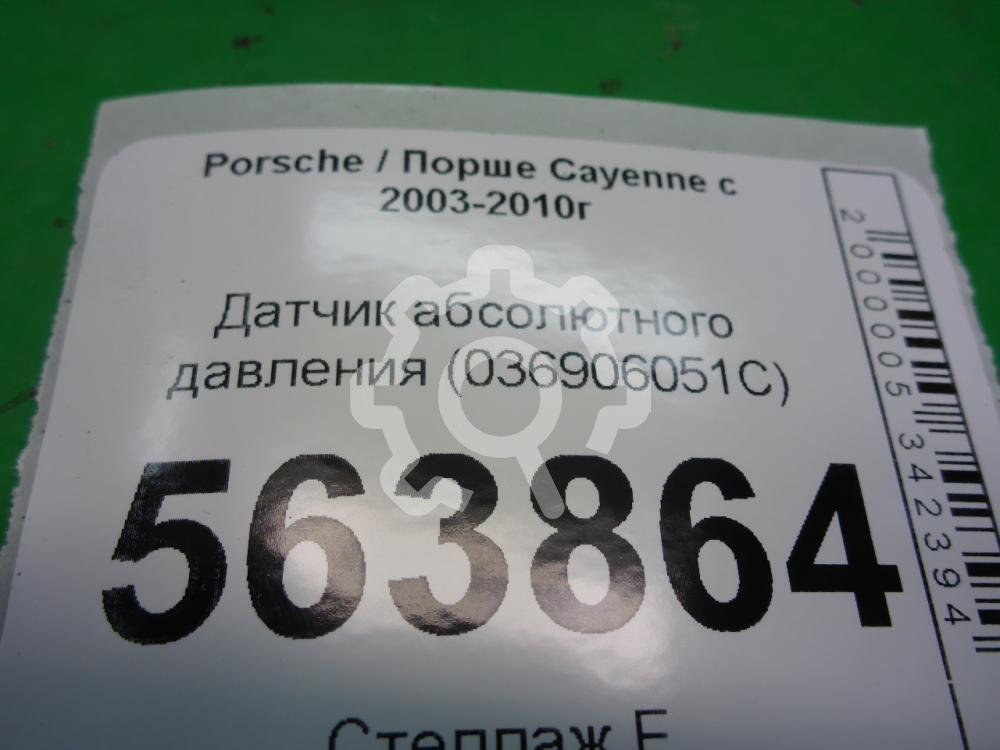 Porsche / Порше Cayenne с
2003-2010г
Датчик абсолютного
давления (036906051C)
563864
Стеллаж E
2000005342394